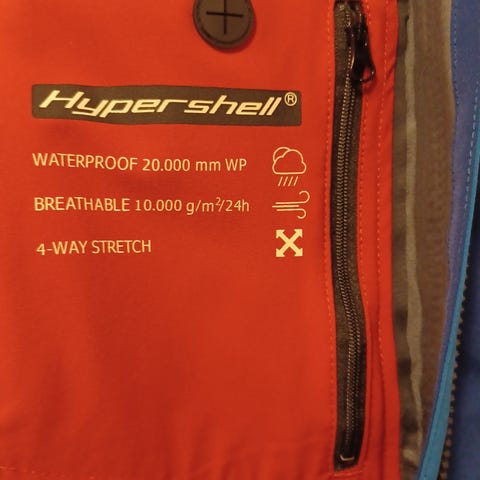 Hypershell®
WATERPROOF 20.000 mm WP
BREATHABLE 10.000 g/m²/24h
4-WAY STRETCH